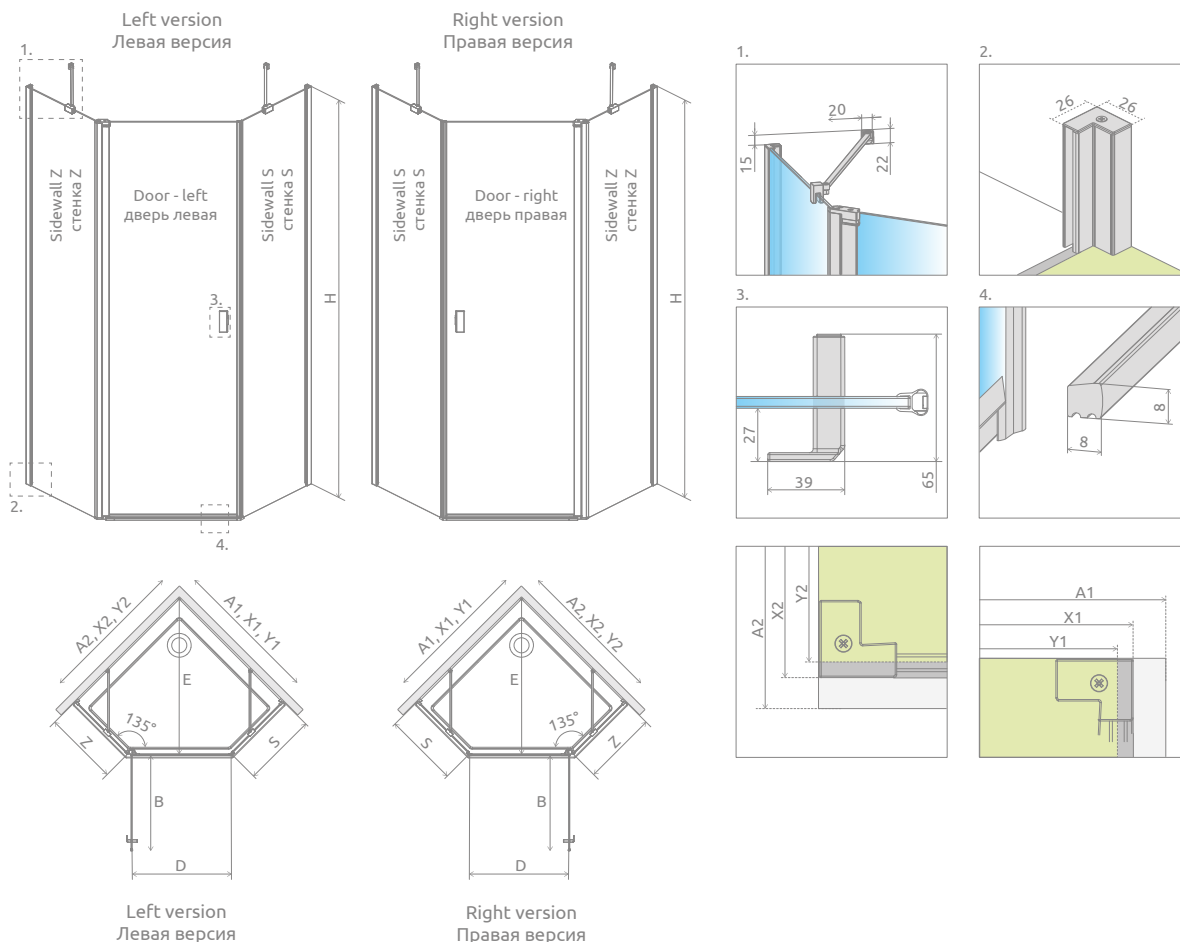 Left version
Левая версия
Right version
Правая версия
1.
Sidewall Z
стенка Z
Door - left
дверь левая
Sidewall S
стенка S
3.
H
2.
4.
Sidewall S
стенка S
Door - right
дверь правая
Sidewall Z
стенка Z
H
1.
20
15
22
2.
26
26
3.
27
39
65
4.
8
8
A2, X2, Y2
A1, X1, Y1
E
135°
Z
S
B
D
Left version
Левая версия
A1, X1, Y1
A2, X2, Y2
E
135°
S
Z
B
D
Right version
Правая версия
A2
X2
Y2
A1
X1
Y1